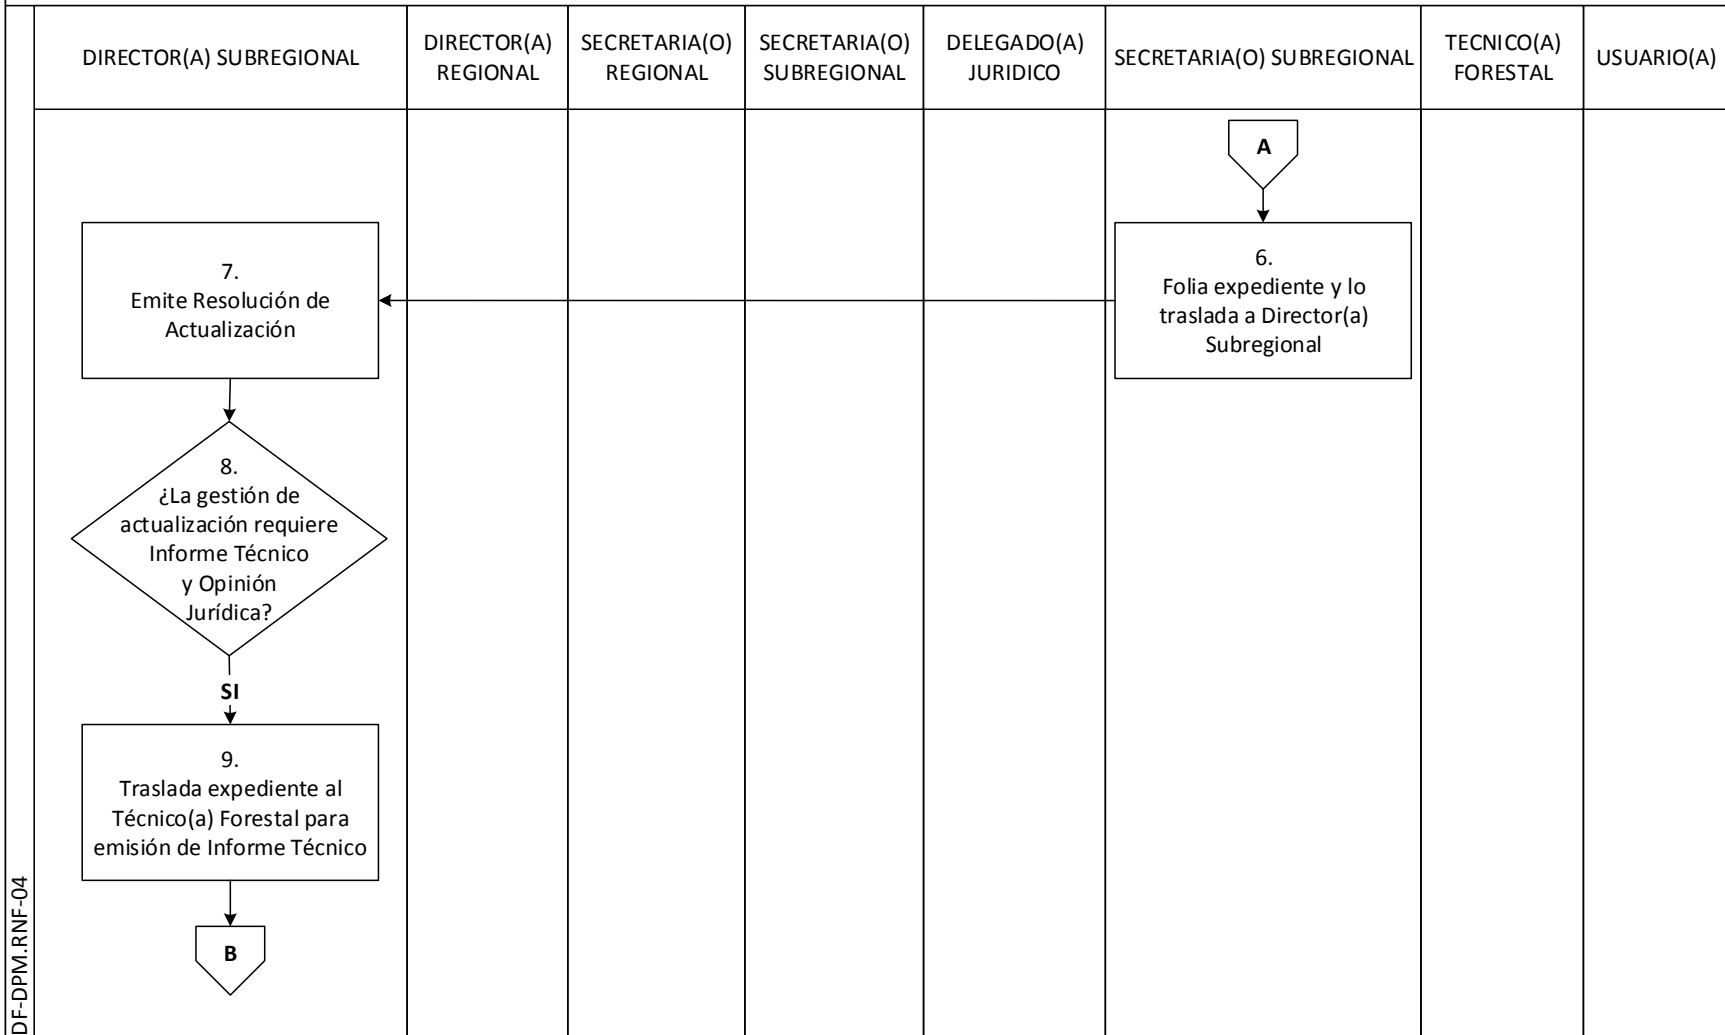 DIRECTOR(A) SUBREGIONAL
DIRECTOR(A)
REGIONAL
SECRETARIA(O)
REGIONAL
SECRETARIA(O)
SUBREGIONAL
DELEGADO(A)
JURIDICO
SECRETARIA(O) SUBREGIONAL
TECNICO(A)
FORESTAL
USUARIO(A)
A
6.
Folia expediente y lo
traslada a Director(a)
Subregional
7.
Emite Resolución de
Actualización
8.
¿La gestión de
actualización requiere
Informe Técnico
y Opinión
Jurídica?
SI
9.
Traslada expediente al
Técnico(a) Forestal para
emisión de Informe Técnico
B
DF-DPM.RNF-04